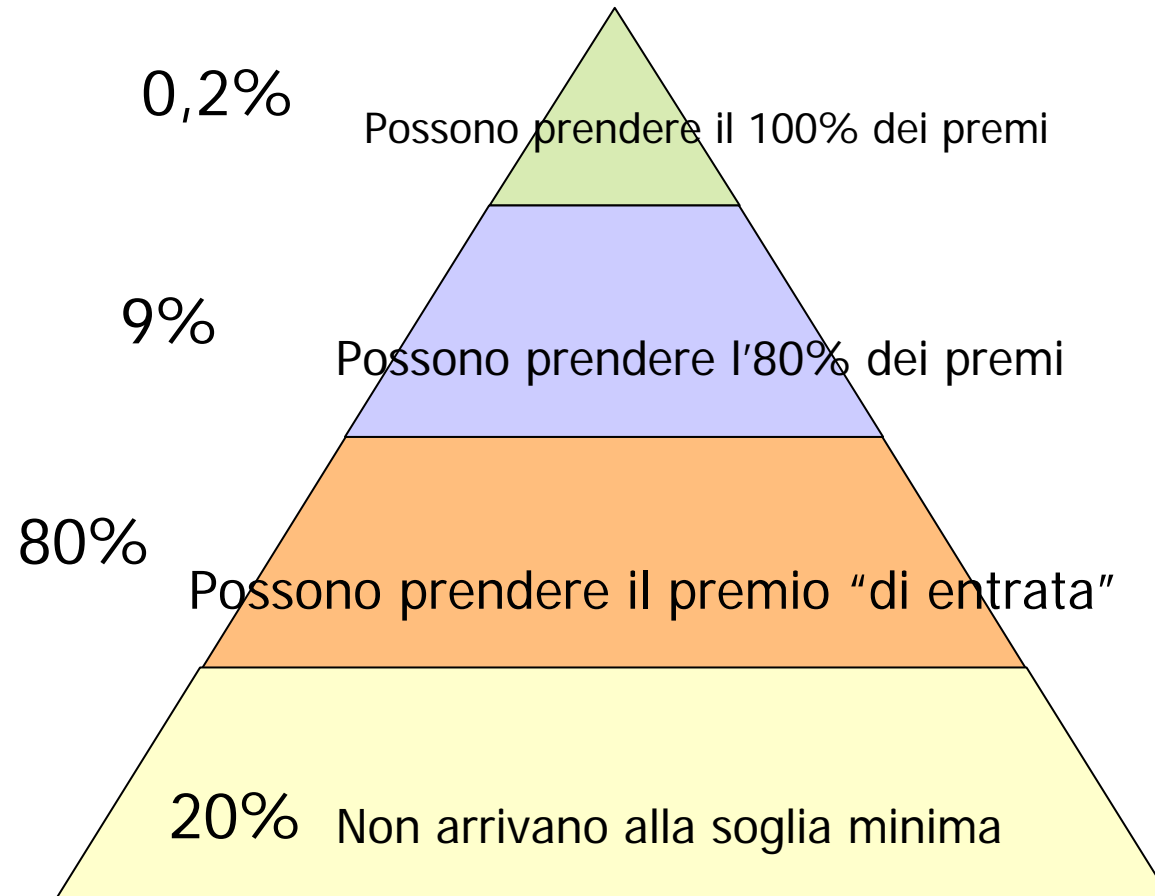 0,2%
Possono prendere il 100% dei premi
9%
Possono prendere l’80% dei premi
80%
Possono prendere il premio “di entrata”
20% Non arrivano alla soglia minima